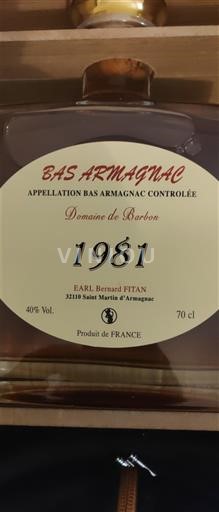 BAS ARMAGNAC
APPELLATION BAS ARMAGNAC CONTROLÉE
Domaine de Barbon
1981
EARL Bernard FITAN
32110 Saint Martin d'Armagnac
40% Vol.
70 cl
Produit de FRANCE